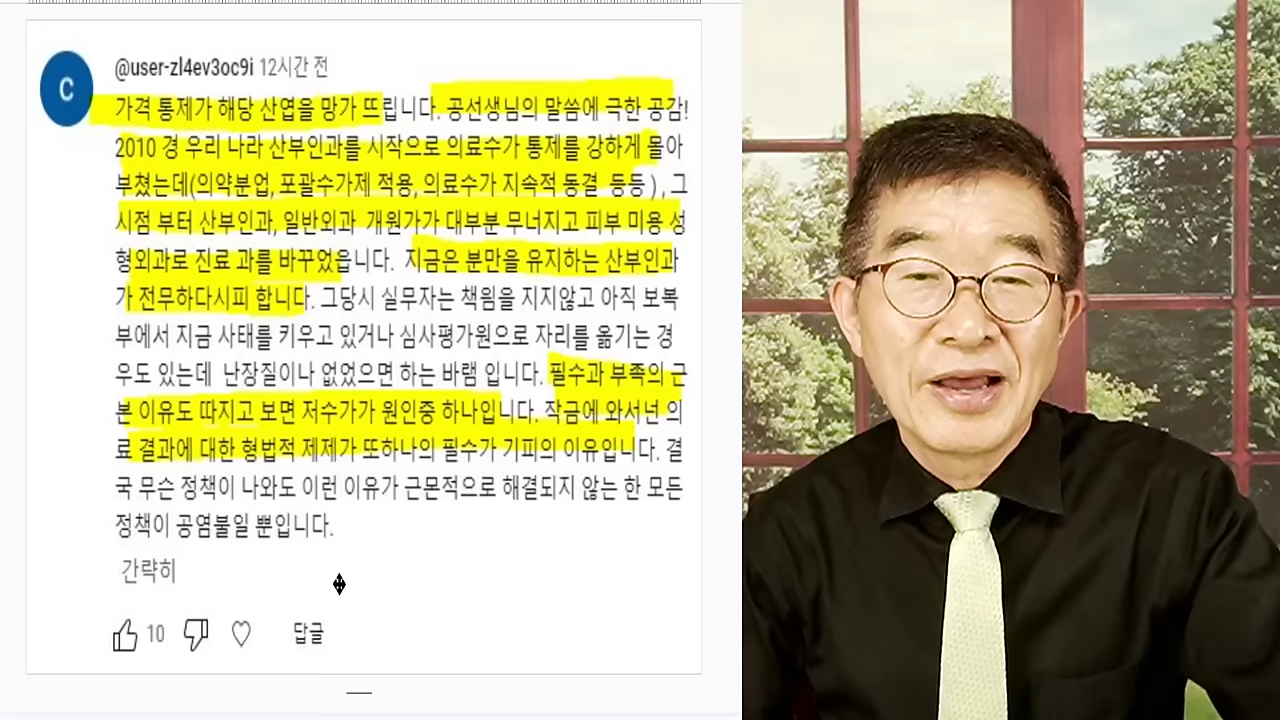 C
@user-zl4ev3oc9i 12시간 전
가격 통제가 해당 산엽을 망가 뜨립니다. 공선생님의 말씀에 극한 공감!
2010 경 우리 나라 산부인과를 시작으로 의료수가 통제를 강하게 몰아
부쳤는데(의약분업, 포괄수가제 적용, 의료수가 지속적 동결 등등 ) , 그
시점 부터 산부인과, 일반외과 개원가가 대부분 무너지고 피부 미용 성
형외과로 진료 과를 바꾸었읍니다. 지금은 분만을 유지하는 산부인과
가 전무하다시피 합니다. 그당시 실무자는 책임을 지지않고 아직 보복
부에서 지금 사태를 키우고 있거나 심사평가원으로 자리를 옮기는 경
우도 있는데 난장질이나 없었으면 하는 바램 입니다. 필수과 부족의 근
본 이유도 따지고 보면 저수가가 원인중 하나입니다. 작금에 와서넌 의
료 결과에 대한 형법적 제제가 또하나의 필수가 기피의 이유입니다. 결
국 무슨 정책이 나와도 이런 이유가 근문적으로 해결되지 않는 한 모든
정책이 공염불일 뿐입니다.
간략히
10 답글